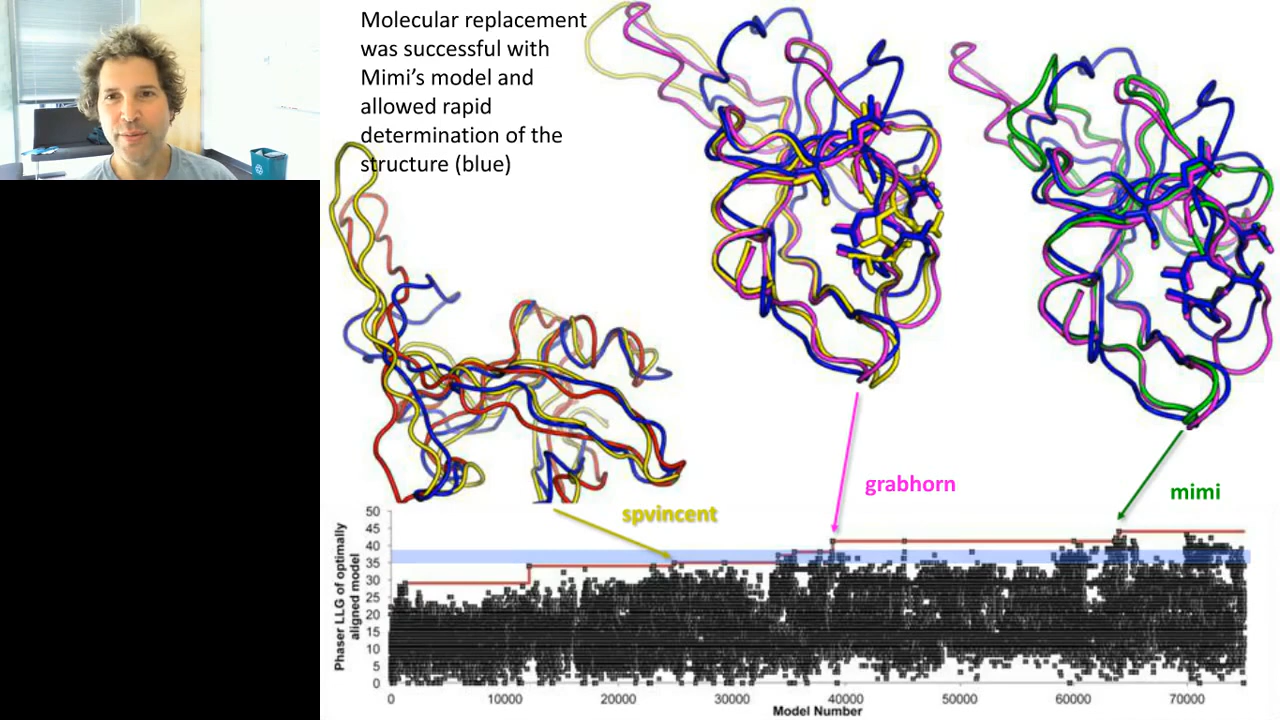 Molecular replacement
was successful with
Mimi's model and
allowed rapid
determination of the
structure (blue)
grabhorn
mimi
spvincent
Phaser LLG of optimally
aligned model
50
45
40
35
30
25
20
15
10
5
0
0 10000 20000 30000 40000 50000 60000 70000
Model Number